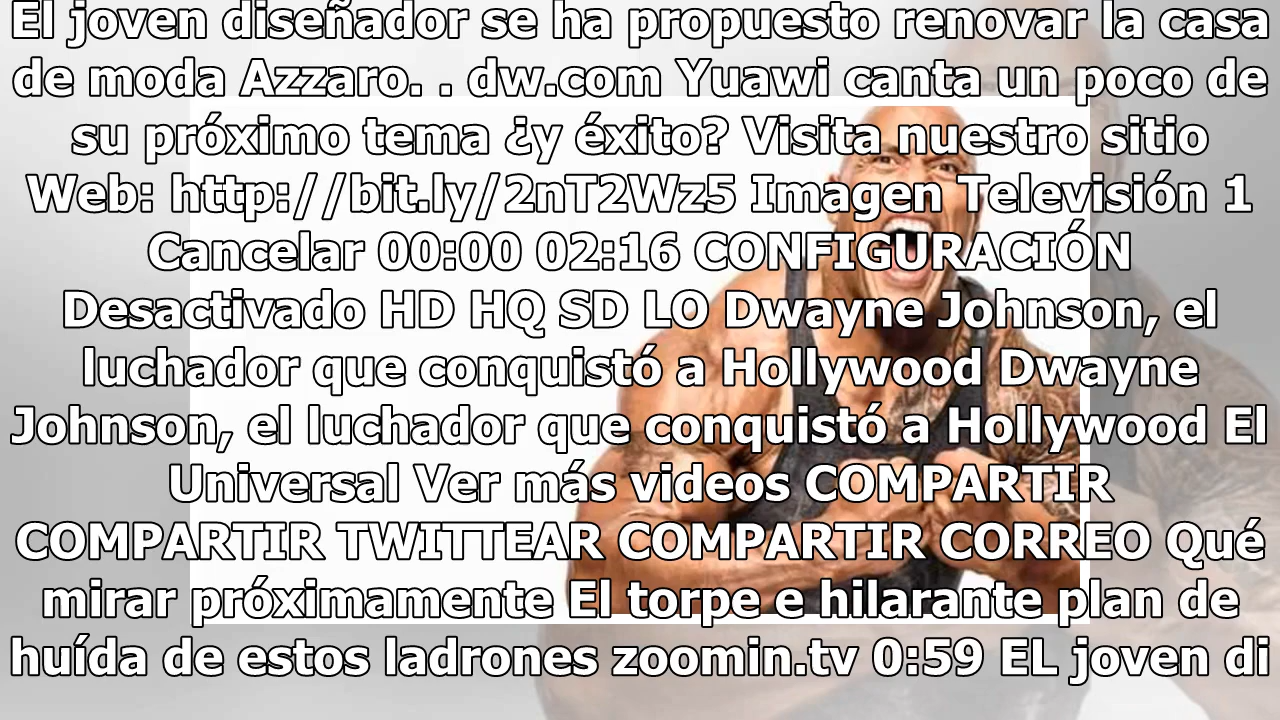 El joven diseñador se ha propuesto renovar la casa
de moda Azzaro. . dw.com Yuawi canta un poco de
su próximo tema ¿y éxito? Visita nuestro sitio
Web: http://bit.ly/2nT2Wz5 Imagen Televisión 1
Cancelar 00:00 02:16 CONFIGURACIÓN
Desactivado HD HQ SD LO Dwayne Johnson, el
luchador que conquistó a Hollywood Dwayne
Johnson, el luchador que conquistó a Hollywood El
Universal Ver más videos COMPARTIR
COMPARTIR TWITTEAR COMPARTIR CORREO Qué
mirar próximamente El torpe e hilarante plan de
huída de estos ladrones zoomin.tv 0:59 EL joven di